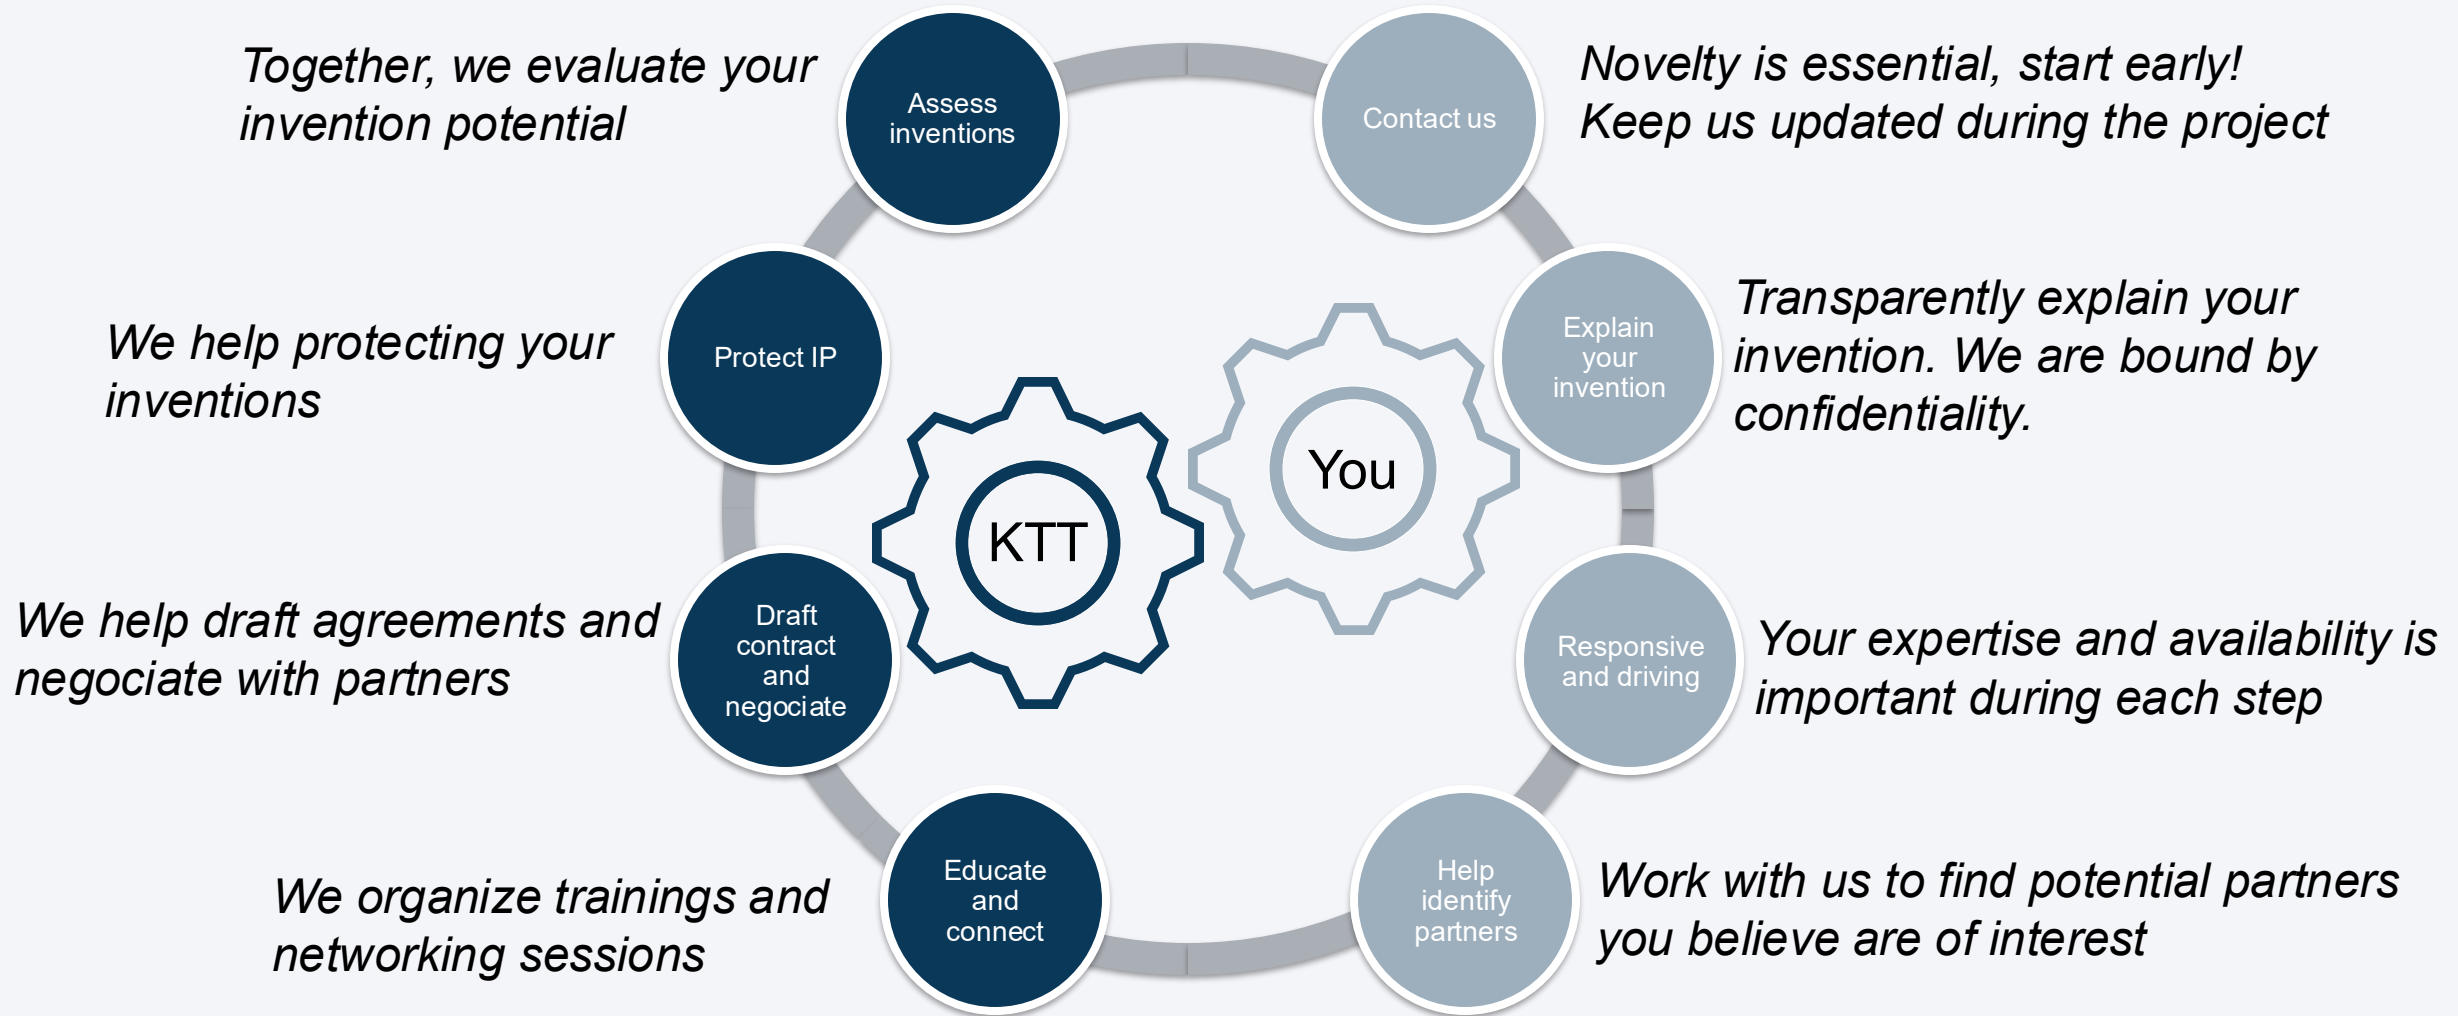 Together, we evaluate your
invention potential
Assess
inventions
Contact us
Novelty is essential, start early!
Keep us updated during the project
We help protecting your
inventions
Protect IP
Explain
your
invention
Transparently explain your
invention. We are bound by
confidentiality.
You
KTT
We help draft agreements and
negociate with partners
Draft
contract
and
negociate
Responsive
and driving
Your expertise and availability is
important during each step
We organize trainings and
networking sessions
Educate
and
connect
Help
identify
partners
Work with us to find potential partners
you believe are of interest